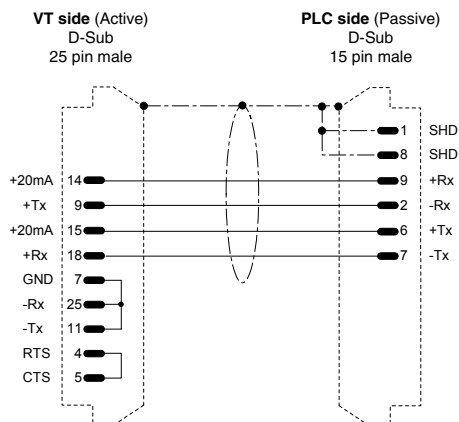 VT side (Active)
D-Sub
25 pin male
PLC side (Passive)
D-Sub
15 pin male
1 SHD
8 SHD
+20mA 14
9 +Rx
+Tx 9
2 -Rx
+20mA 15
6 +Tx
+Rx 18
7 -Tx
GND 7
-Rx 25
-Tx 11
RTS 4
CTS 5